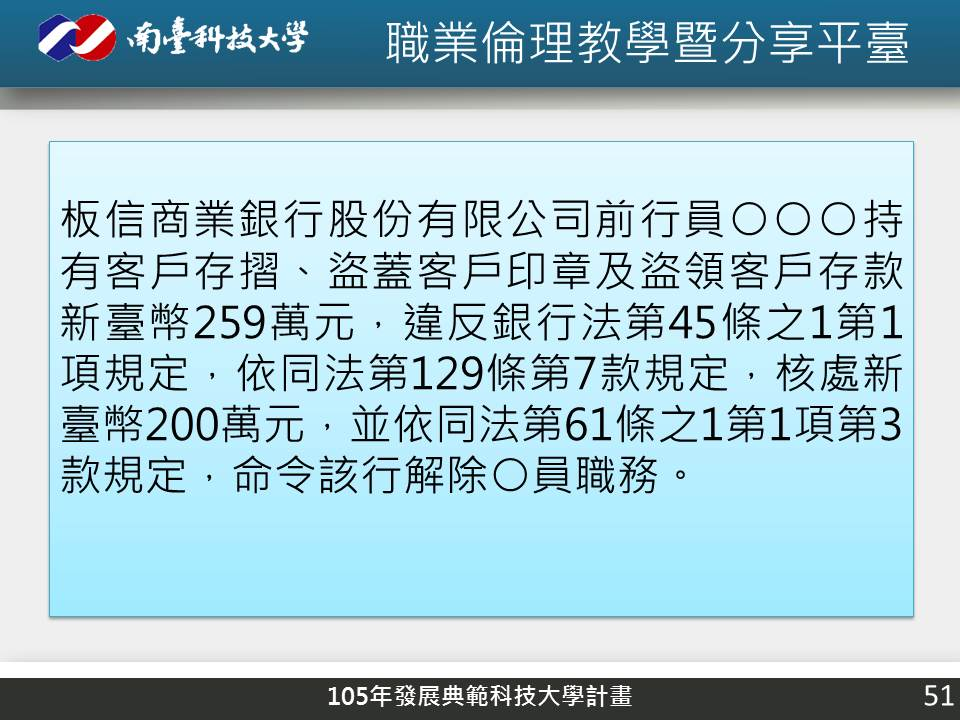 南臺科技大學
職業倫理教學暨分享平臺
板信商業銀行股份有限公司前行員〇〇〇持
有客戶存摺、盜蓋客戶印章及盜領客戶存款
新臺幣259萬元，違反銀行法第45條之1第1
項規定，依同法第129條第7款規定，核處新
臺幣200萬元，並依同法第61條之1第1項第3
款規定，命令該行解除〇員職務。
105年發展典範科技大學計畫
51